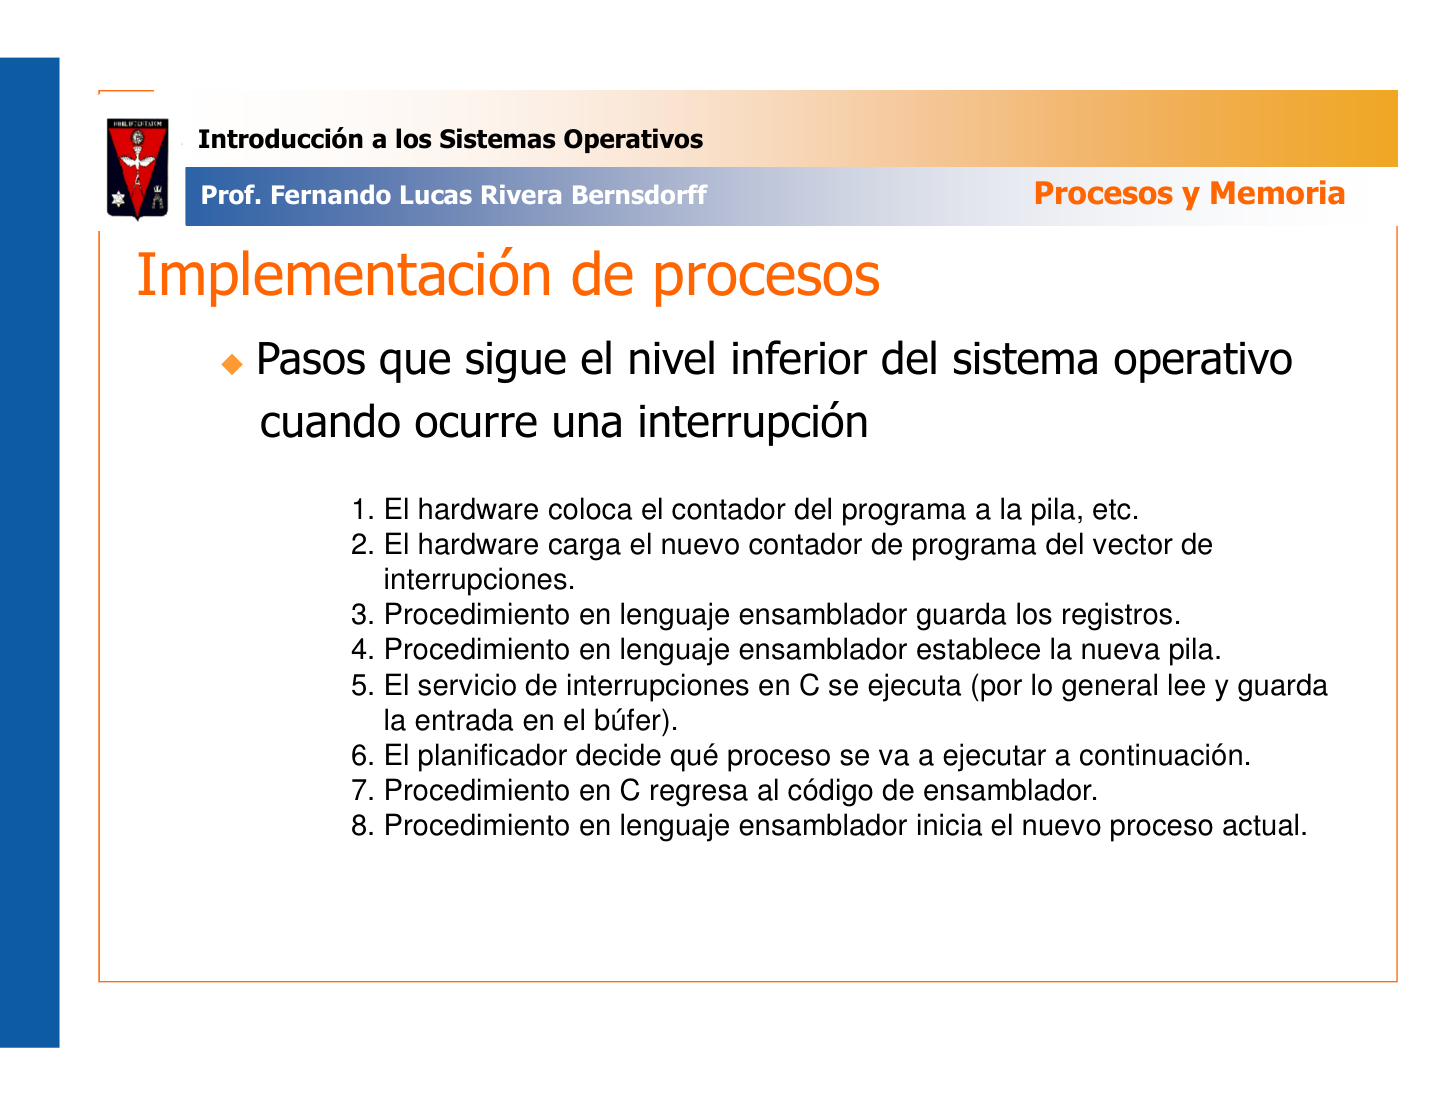 Introducción a los Sistemas Operativos
Prof. Fernando Lucas Rivera Bernsdorff
Procesos y Memoria
Implementación de procesos
Pasos que sigue el nivel inferior del sistema operativo
cuando ocurre una interrupción
1. El hardware coloca el contador del programa a la pila, etc.
2. El hardware carga el nuevo contador de programa del vector de
interrupciones.
3. Procedimiento en lenguaje ensamblador guarda los registros.
4. Procedimiento en lenguaje ensamblador establece la nueva pila.
5. El servicio de interrupciones en C se ejecuta (por lo general lee y guarda
la entrada en el búfer).
6. El planificador decide qué proceso se va a ejecutar a continuación.
7. Procedimiento en C regresa al código de ensamblador.
8. Procedimiento en lenguaje ensamblador inicia el nuevo proceso actual.